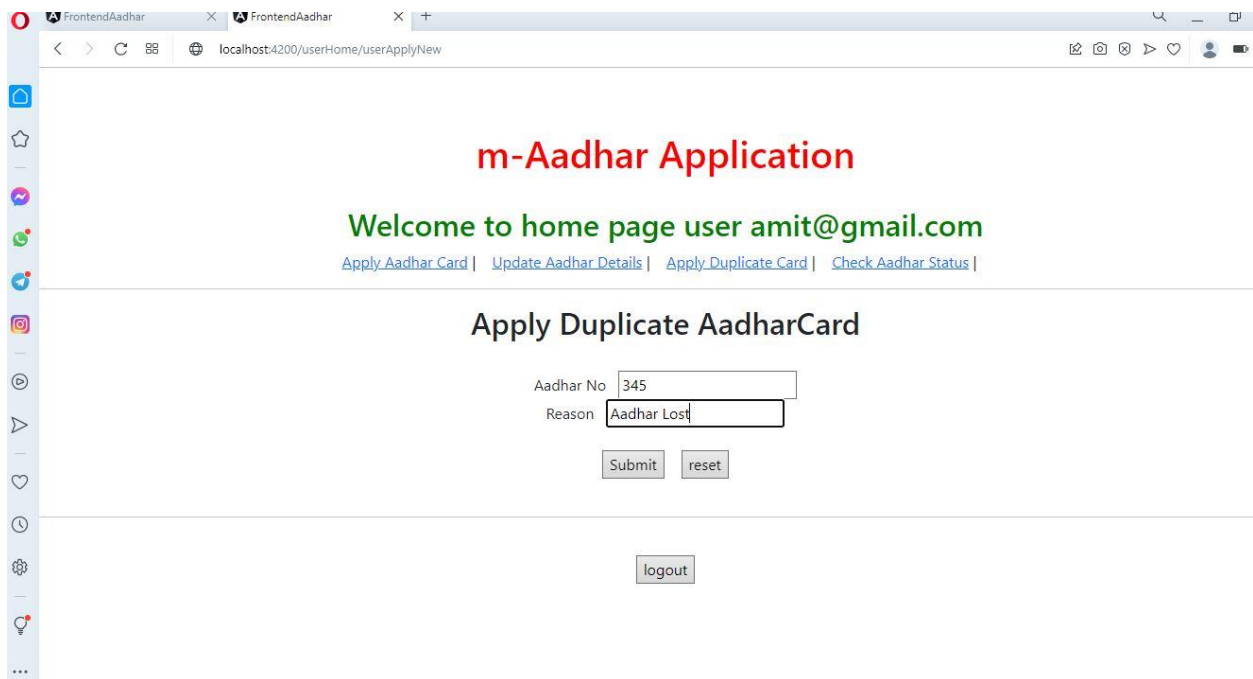 FrontendAadhar FrontendAadhar
localhost:4200/userHome/userApplyNew
m-Aadhar Application
Welcome to home page user amit@gmail.com
Apply Aadhar Card | Update Aadhar Details | Apply Duplicate Card | Check Aadhar Status |
Apply Duplicate AadharCard
Aadhar No 345
Reason Aadhar Lost
Submit reset
logout